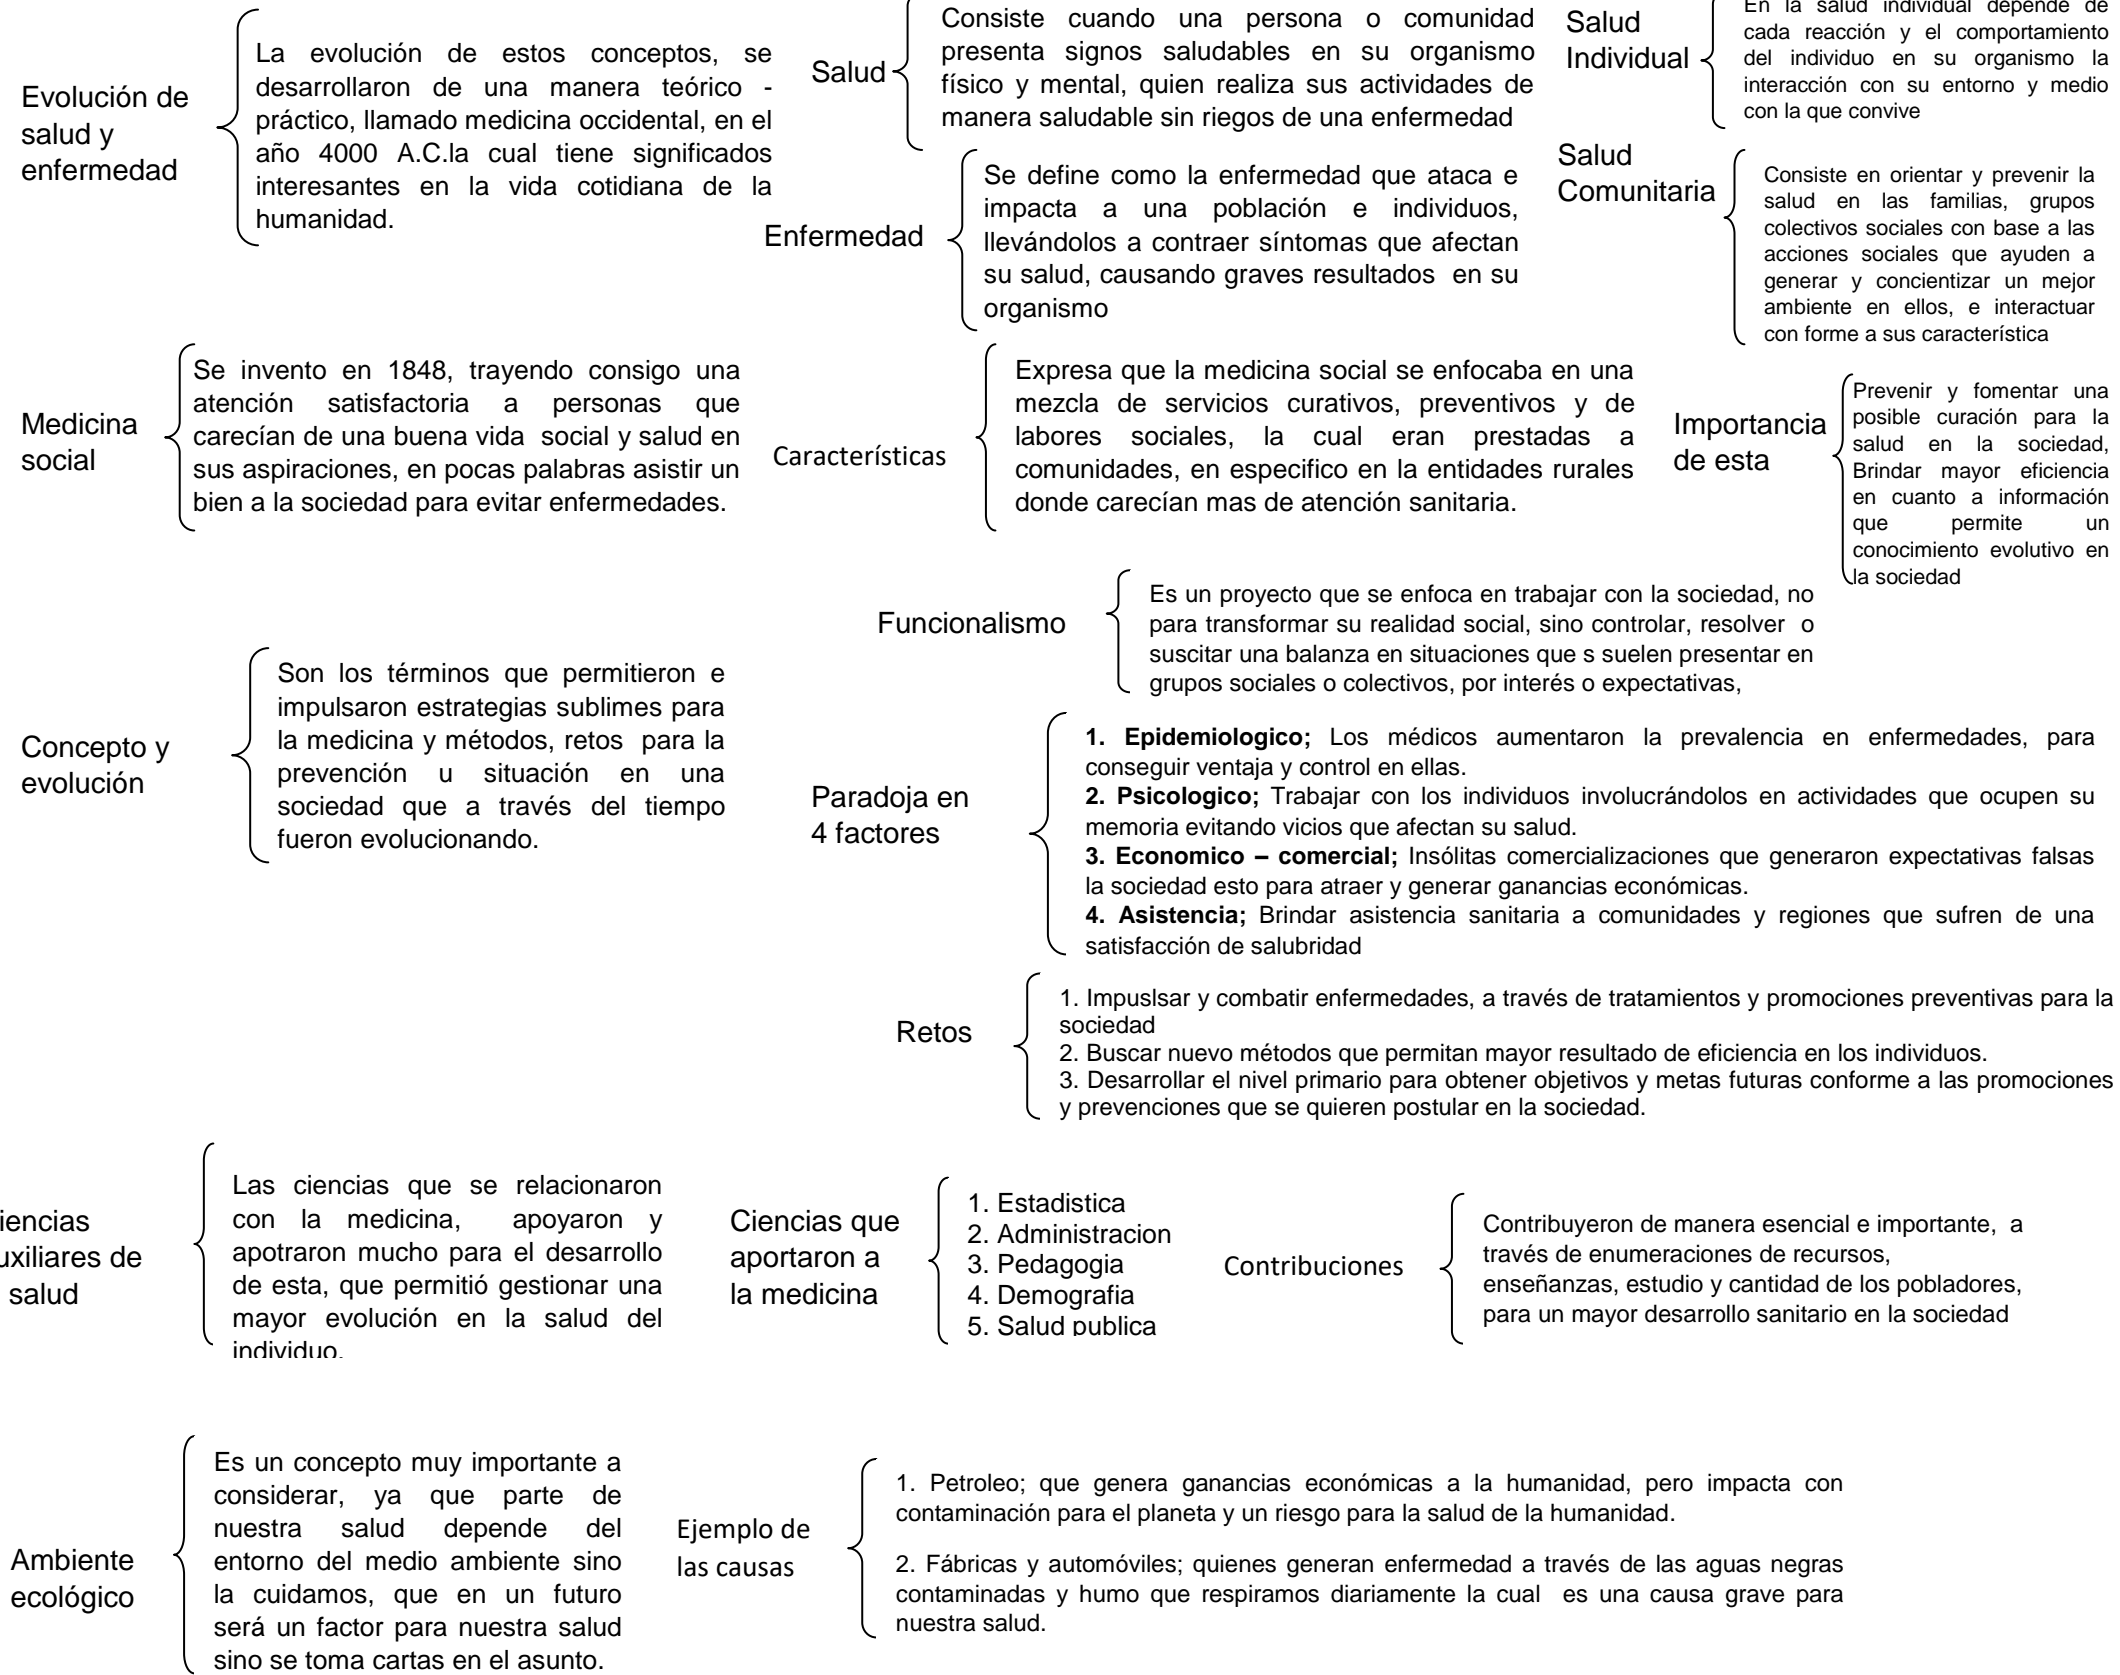 Evolución de
salud y
enfermedad
La evolución de estos conceptos, se
desarrollaron de una manera teórico -
práctico, llamado medicina occidental, en el
año 4000 A.C.la cual tiene significados
interesantes en la vida cotidiana de la
humanidad.
Salud
Consiste cuando una persona o comunidad
presenta signos saludables en su organismo
físico y mental, quien realiza sus actividades de
manera saludable sin riegos de una enfermedad
Salud
Individual
En la salud individual depende de
cada reacción y el comportamiento
del individuo en su organismo la
interacción con su entorno y medio
con la que convive
Enfermedad
Se define como la enfermedad que ataca e
impacta a una población e individuos,
llevándolos a contraer síntomas que afectan
su salud, causando graves resultados en su
organismo
Salud
Comunitaria
Consiste en orientar y prevenir la
salud en las familias, grupos
colectivos sociales con base a las
acciones sociales que ayuden a
generar y concientizar un mejor
ambiente en ellos, e interactuar
con forme a sus característica
Medicina
social
Se invento en 1848, trayendo consigo una
atención satisfactoria a personas que
carecían de una buena vida social y salud en
sus aspiraciones, en pocas palabras asistir un
bien a la sociedad para evitar enfermedades.
Características
Expresa que la medicina social se enfocaba en una
mezcla de servicios curativos, preventivos y de
labores sociales, la cual eran prestadas a
comunidades, en especifico en la entidades rurales
donde carecían mas de atención sanitaria.
Importancia
de esta
Prevenir y fomentar una
posible curación para la
salud en la sociedad,
Brindar mayor eficiencia
en cuanto a información
que permite un
conocimiento evolutivo en
la sociedad
Concepto y
evolución
Son los términos que permitieron e
impulsaron estrategias sublimes para
la medicina y métodos, retos para la
prevención u situación en una
sociedad que a través del tiempo
fueron evolucionando.
Funcionalismo
Es un proyecto que se enfoca en trabajar con la sociedad, no
para transformar su realidad social, sino controlar, resolver o
suscitar una balanza en situaciones que s suelen presentar en
grupos sociales o colectivos, por interés o expectativas,
Paradoja en
4 factores
1. Epidemiologico; Los médicos aumentaron la prevalencia en enfermedades, para
conseguir ventaja y control en ellas.
2. Psicologico; Trabajar con los individuos involucrándolos en actividades que ocupen su
memoria evitando vicios que afectan su salud.
3. Economico – comercial; Insólitas comercializaciones que generaron expectativas falsas
la sociedad esto para atraer y generar ganancias económicas.
4. Asistencia; Brindar asistencia sanitaria a comunidades y regiones que sufren de una
satisfacción de salubridad
Retos
1. Impuslsar y combatir enfermedades, a través de tratamientos y promociones preventivas para la
sociedad
2. Buscar nuevo métodos que permitan mayor resultado de eficiencia en los individuos.
3. Desarrollar el nivel primario para obtener objetivos y metas futuras conforme a las promociones
y prevenciones que se quieren postular en la sociedad.
iencias
uxiliares de
salud
Las ciencias que se relacionaron
con la medicina, apoyaron y
apotraron mucho para el desarrollo
de esta, que permitió gestionar una
mayor evolución en la salud del
individuo.
Ciencias que
aportaron a
la medicina
1. Estadistica
2. Administracion
3. Pedagogia
4. Demografia
5. Salud publica
Contribuciones
Contribuyeron de manera esencial e importante, a
través de enumeraciones de recursos,
enseñanzas, estudio y cantidad de los pobladores,
para un mayor desarrollo sanitario en la sociedad
Ambiente
ecológico
Es un concepto muy importante a
considerar, ya que parte de
nuestra salud depende del
entorno del medio ambiente sino
la cuidamos, que en un futuro
será un factor para nuestra salud
sino se toma cartas en el asunto.
Ejemplo de
las causas
1. Petroleo; que genera ganancias económicas a la humanidad, pero impacta con
contaminación para el planeta y un riesgo para la salud de la humanidad.
2. Fábricas y automóviles; quienes generan enfermedad a través de las aguas negras
contaminadas y humo que respiramos diariamente la cual es una causa grave para
nuestra salud.